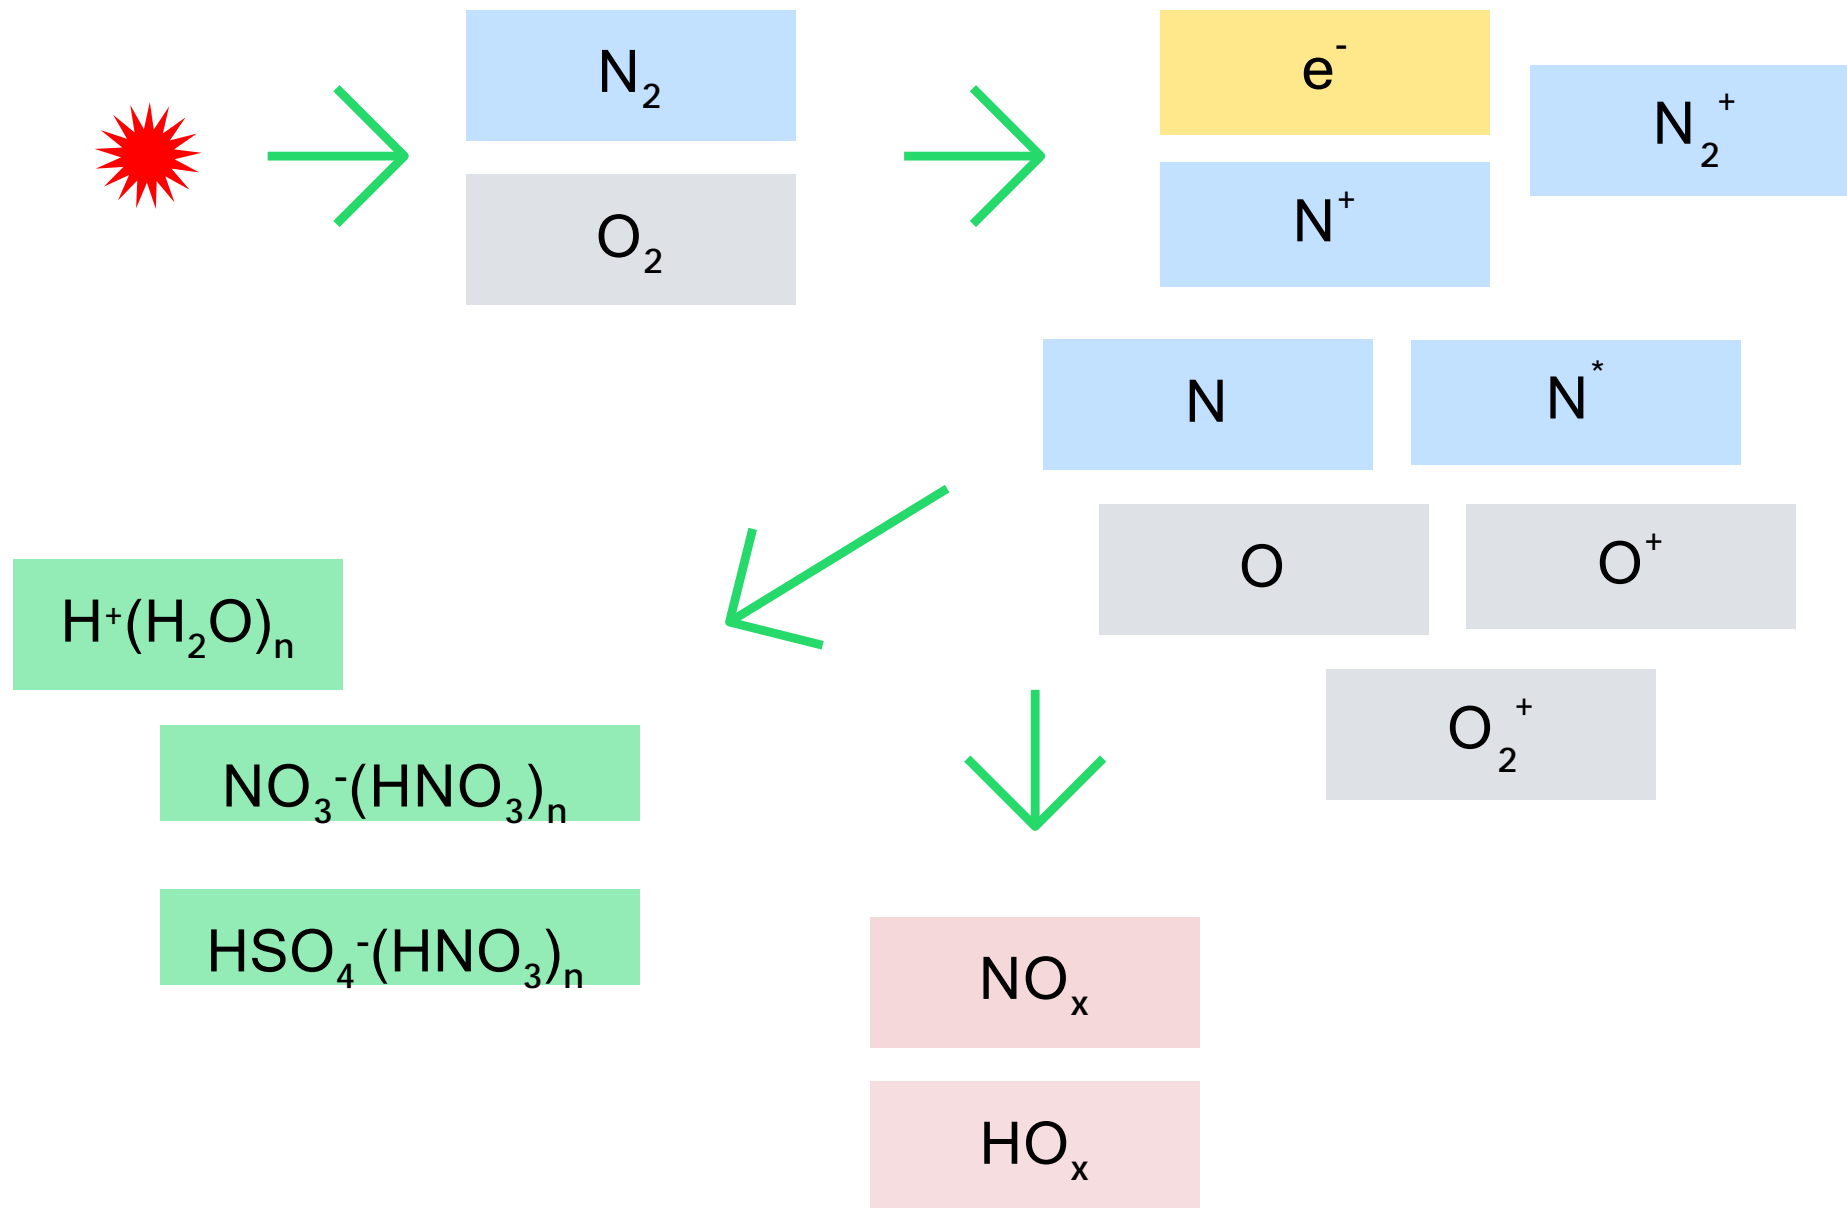 N₂
O₂
e⁻
N₂⁺
N⁺
N
N*
O
O⁺
O₂⁺
H⁺(H₂O)ₙ
NO₃⁻(HNO₃)ₙ
HSO₄⁻(HNO₃)ₙ
NOₓ
HOₓ